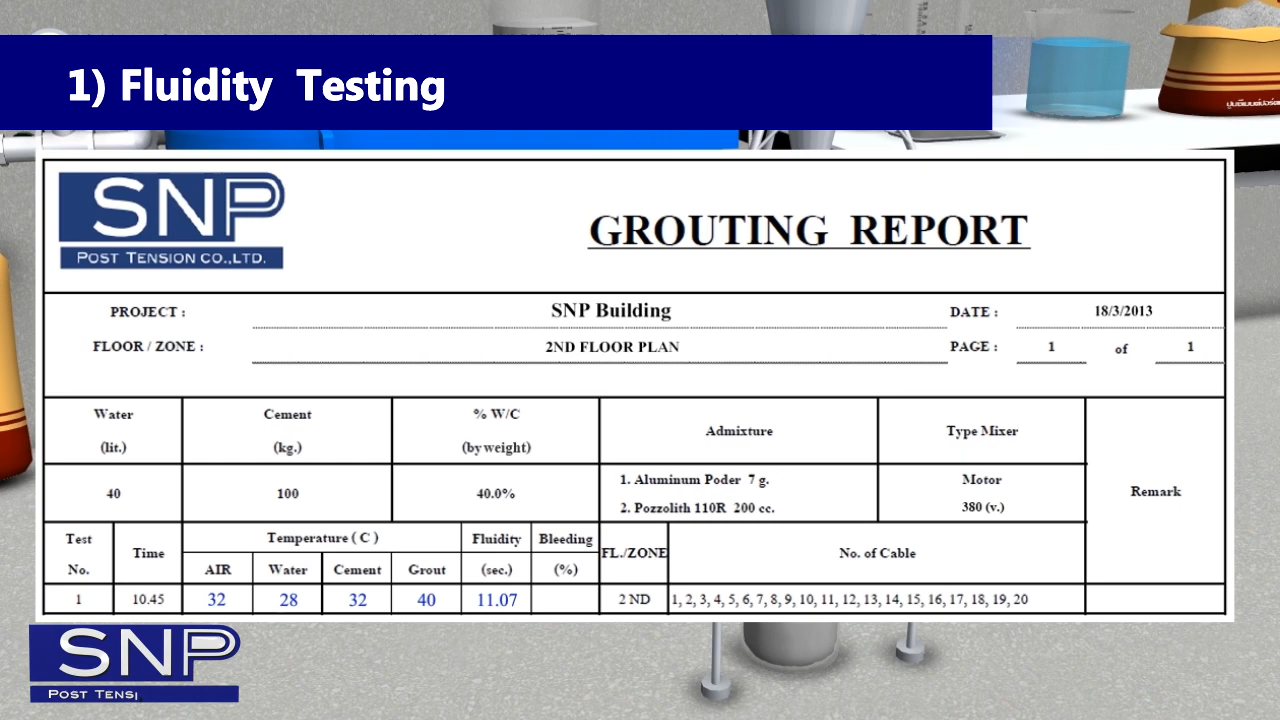 1) Fluidity Testing
SNP
POST TENSION CO.,LTD.
GROUTING REPORT
PROJECT : SNP Building DATE : 18/3/2013
FLOOR / ZONE : 2ND FLOOR PLAN PAGE : 1 of 1
Water Cement % W/C
(lit.) (kg.) (by weight) Admixture Type Mixer Remark
40 100 40.0%
1. Aluminum Poder 7 g. Motor
2. Pozzolith 110R 200 cc. 380 (v.)
Test Time Temperature ( C ) Fluidity Bleeding FL./ZONE No. of Cable
No. AIR Water Cement Grout (sec.) (%)
1 10.45 32 28 32 40 11.07 2 ND 1, 2, 3, 4, 5, 6, 7, 8, 9, 10, 11, 12, 13, 14, 15, 16, 17, 18, 19, 20
SNP
POST TENSI